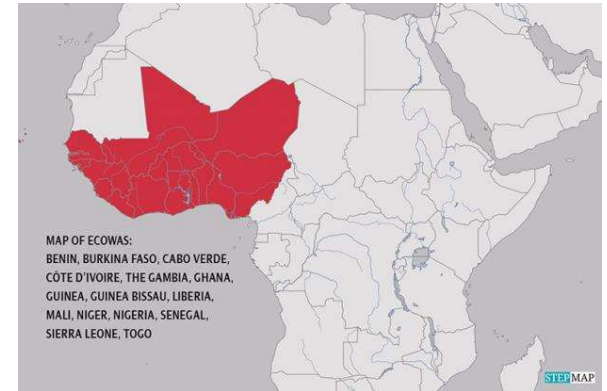 MAP OF ECOWAS:
BENIN, BURKINA FASO, CABO VERDE,
CÔTE D'IVOIRE, THE GAMBIA, GHANA,
GUINEA, GUINEA BISSAU, LIBERIA,
MALI, NIGER, NIGERIA, SENEGAL,
SIERRA LEONE, TOGO
STEPMAP